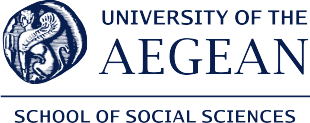 UNIVERSITY OF THE
AEGEAN
SCHOOL OF SOCIAL SCIENCES